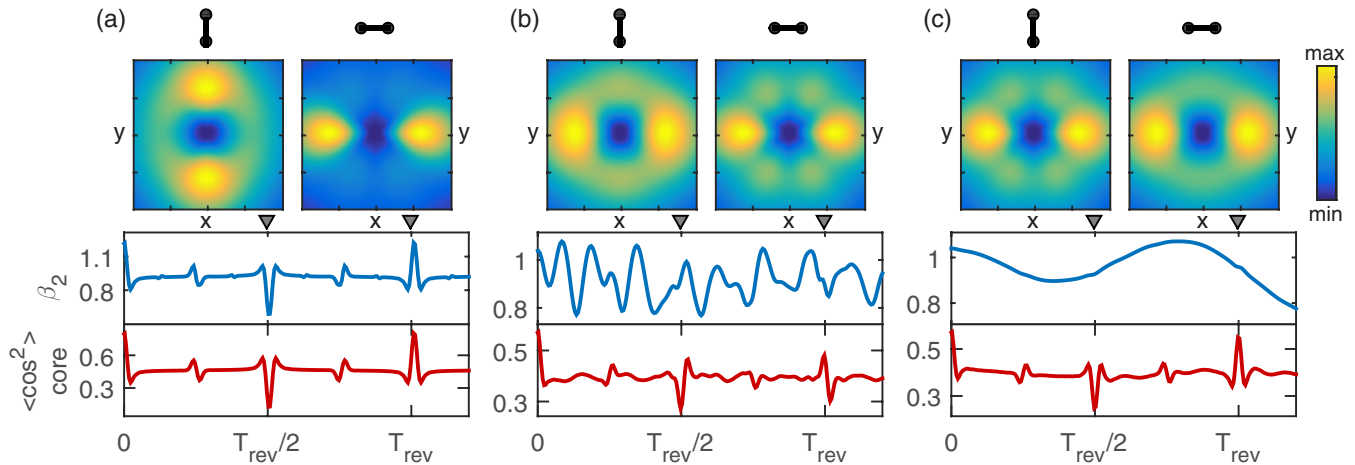 (a)
(b)
(c)
y
y
y
y
y
y
x
x
x
x
x
x
max
min
β2
1.1
0.8
1
0.8
1
0.8
<cos²>
core
0.6
0.3
0.5
0.3
0.5
0.3
0
Trev/2
Trev
0
Trev/2
Trev
0
Trev/2
Trev